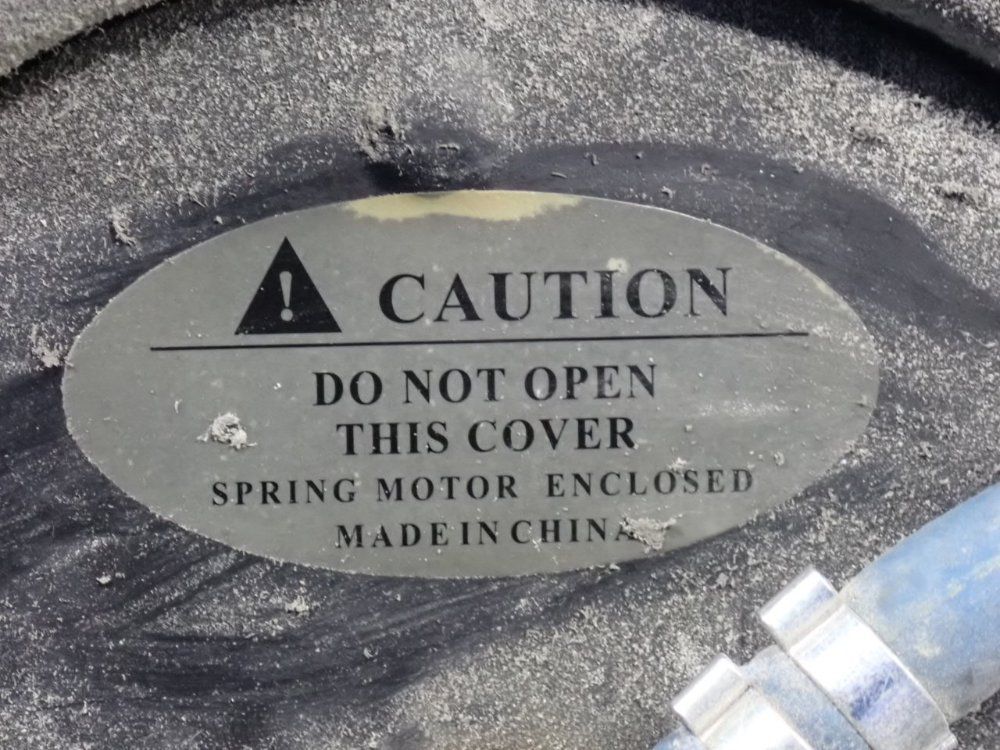 CAUTION
DO NOT OPEN
THIS COVER
SPRING MOTOR ENCLOSED
MADE IN CHINA